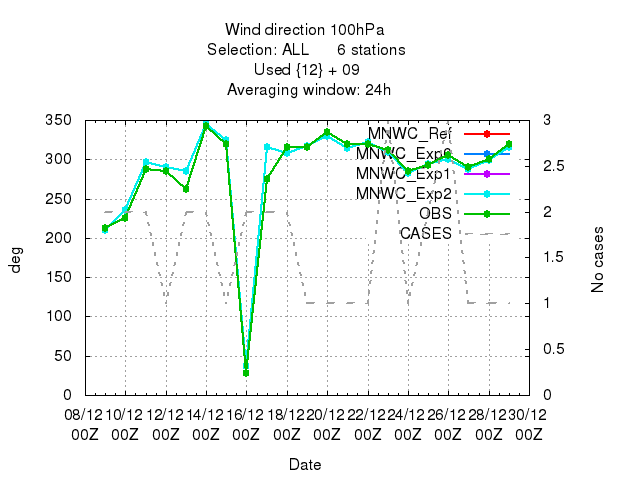 Wind direction 100hPa
Selection: ALL 6 stations
Used {12} + 09
Averaging window: 24h
deg
No cases
350
300
250
200
150
100
50
0
3
2.5
2
1.5
1
0.5
0
MNWC_Ref
MNWC_Exp0
MNWC_Exp1
MNWC_Exp2
OBS
CASES
08/12 10/12 12/12 14/12 16/12 18/12 20/12 22/12 24/12 26/12 28/12 30/12
00Z 00Z 00Z 00Z 00Z 00Z 00Z 00Z 00Z 00Z 00Z 00Z
Date